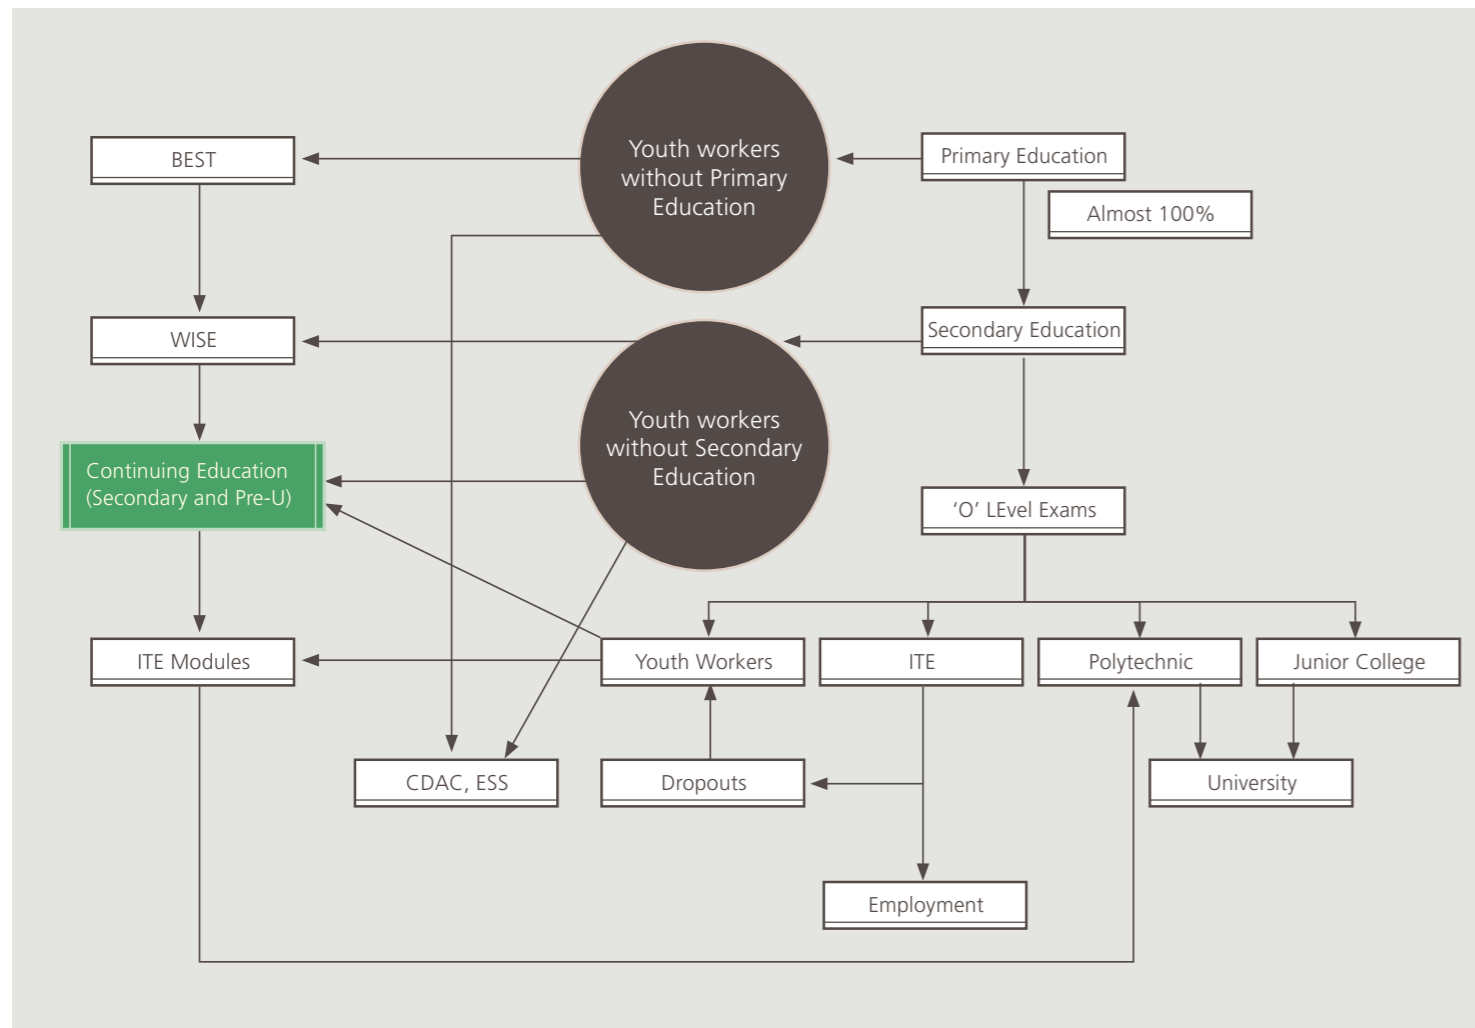 Youth workers
without Primary
Education
BEST
Primary Education
Almost 100%
WISE
Secondary Education
Youth workers
without Secondary
Education
Continuing Education
(Secondary and Pre-U)
‘O’ LEvel Exams
ITE Modules
Youth Workers
ITE
Polytechnic
Junior College
CDAC, ESS
Dropouts
University
Employment